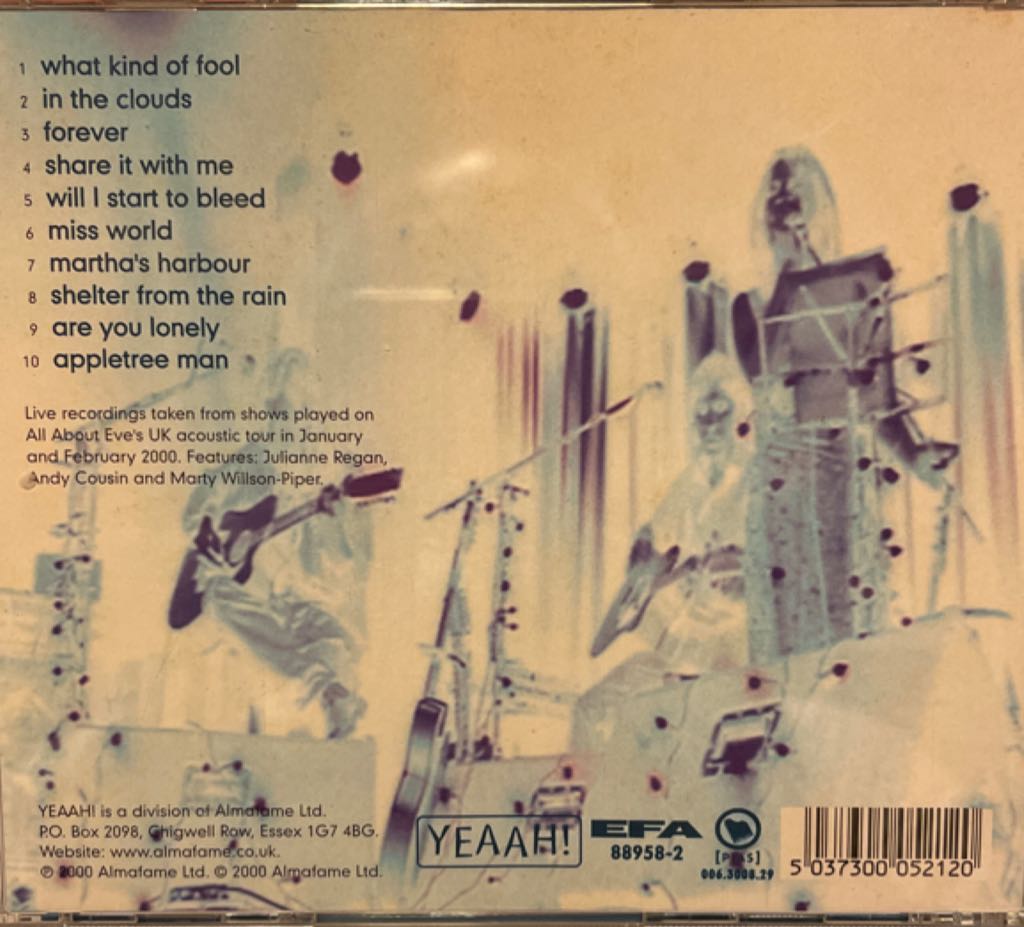 1 what kind of fool
2 in the clouds
3 forever
4 share it with me
5 will I start to bleed
6 miss world
7 martha's harbour
8 shelter from the rain
9 are you lonely
10 appletree man
Live recordings taken from shows played on
All About Eve's UK acoustic tour in January
and February 2000. Features: Julianne Regan,
Andy Cousin and Marty Willson-Piper.
YEAAH! is a division of Almafame Ltd.
P.O. Box 2098, Chigwell Row, Essex 1G7 4BG.
Website: www.almafame.co.uk.
℗ 2000 Almafame Ltd. © 2000 Almafame Ltd.
YEAAH!
EFA
88958-2
[PIAS]
006.3008.29
5 037300 052120